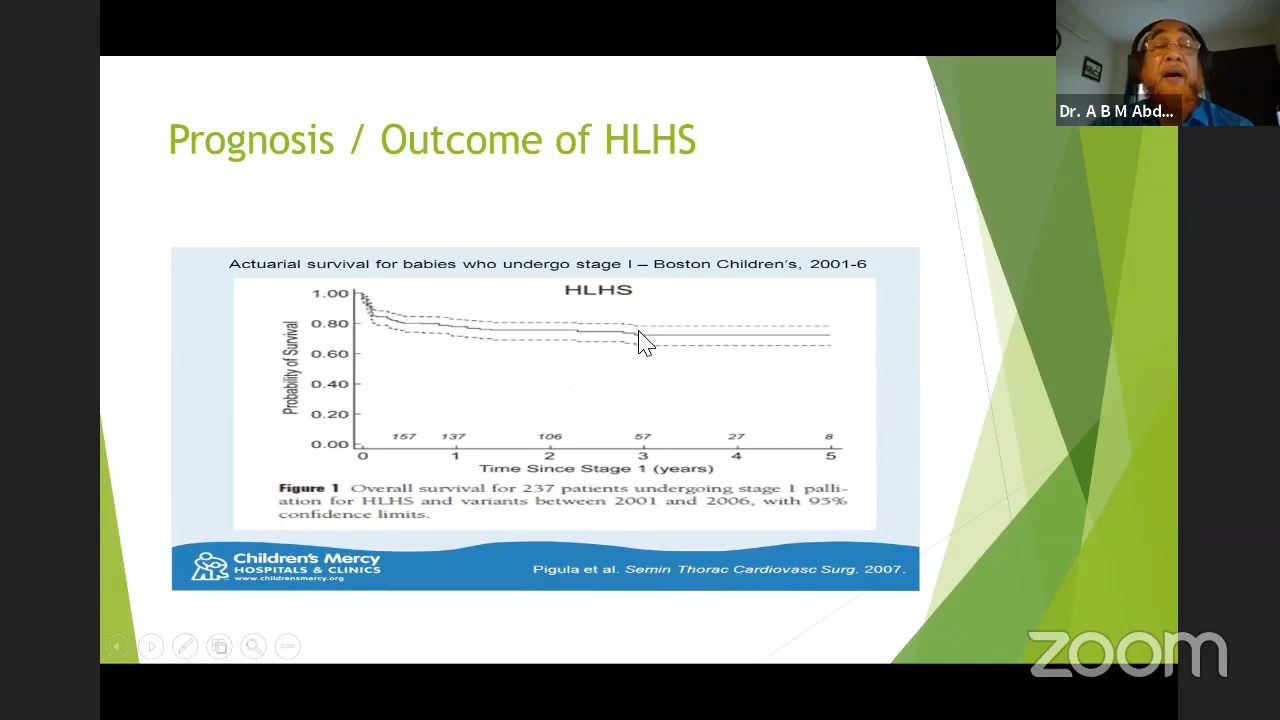 Dr. A B M Abd...
Prognosis / Outcome of HLHS
Actuarial survival for babies who undergo stage I – Boston Children's, 2001-6
HLHS
Probability of Survival
1.00
0.80
0.60
0.40
0.20
0.00
157 137 106 57 27 8
0 1 2 3 4 5
Time Since Stage 1 (years)
Figure 1 Overall survival for 237 patients undergoing stage 1 palli-
ation for HLHS and variants between 2001 and 2006, with 95%
confidence limits.
Children's Mercy
HOSPITALS & CLINICS
www.childrensmercy.org
Pigula et al. Semin Thorac Cardiovasc Surg. 2007.
zoom